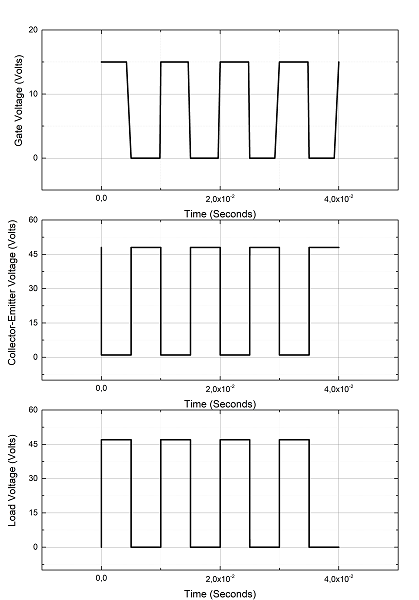 Gate Voltage (Volts)
20
10
0
0,0
2,0x10⁻²
4,0x10⁻²
Time (Seconds)
Collector-Emitter Voltage (Volts)
60
45
30
15
0
0,0
2,0x10⁻²
4,0x10⁻²
Time (Seconds)
Load Voltage (Volts)
60
45
30
15
0
0,0
2,0x10⁻²
4,0x10⁻²
Time (Seconds)